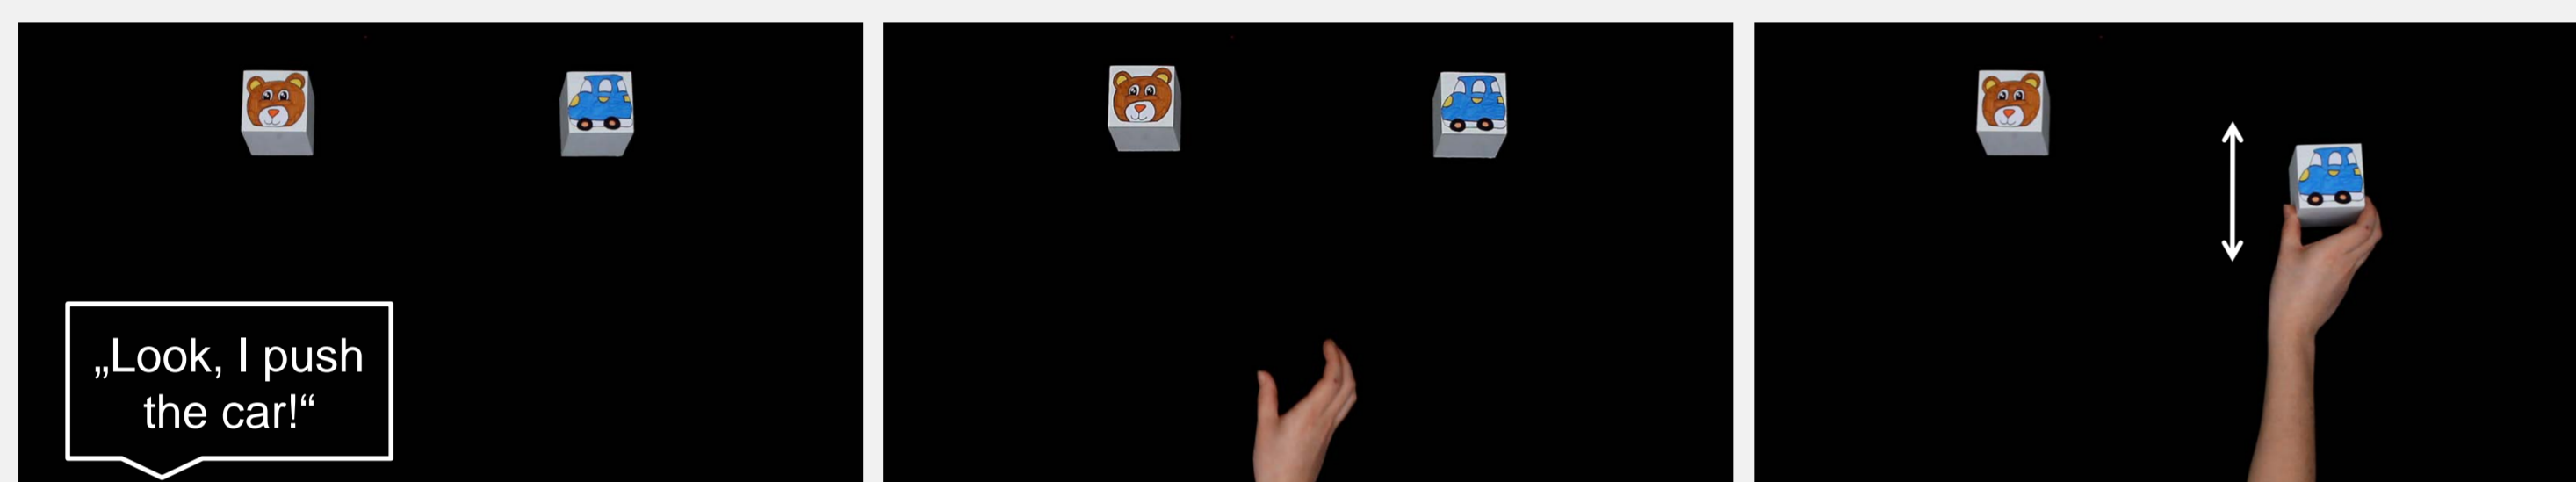 „Look, I push
the car!“